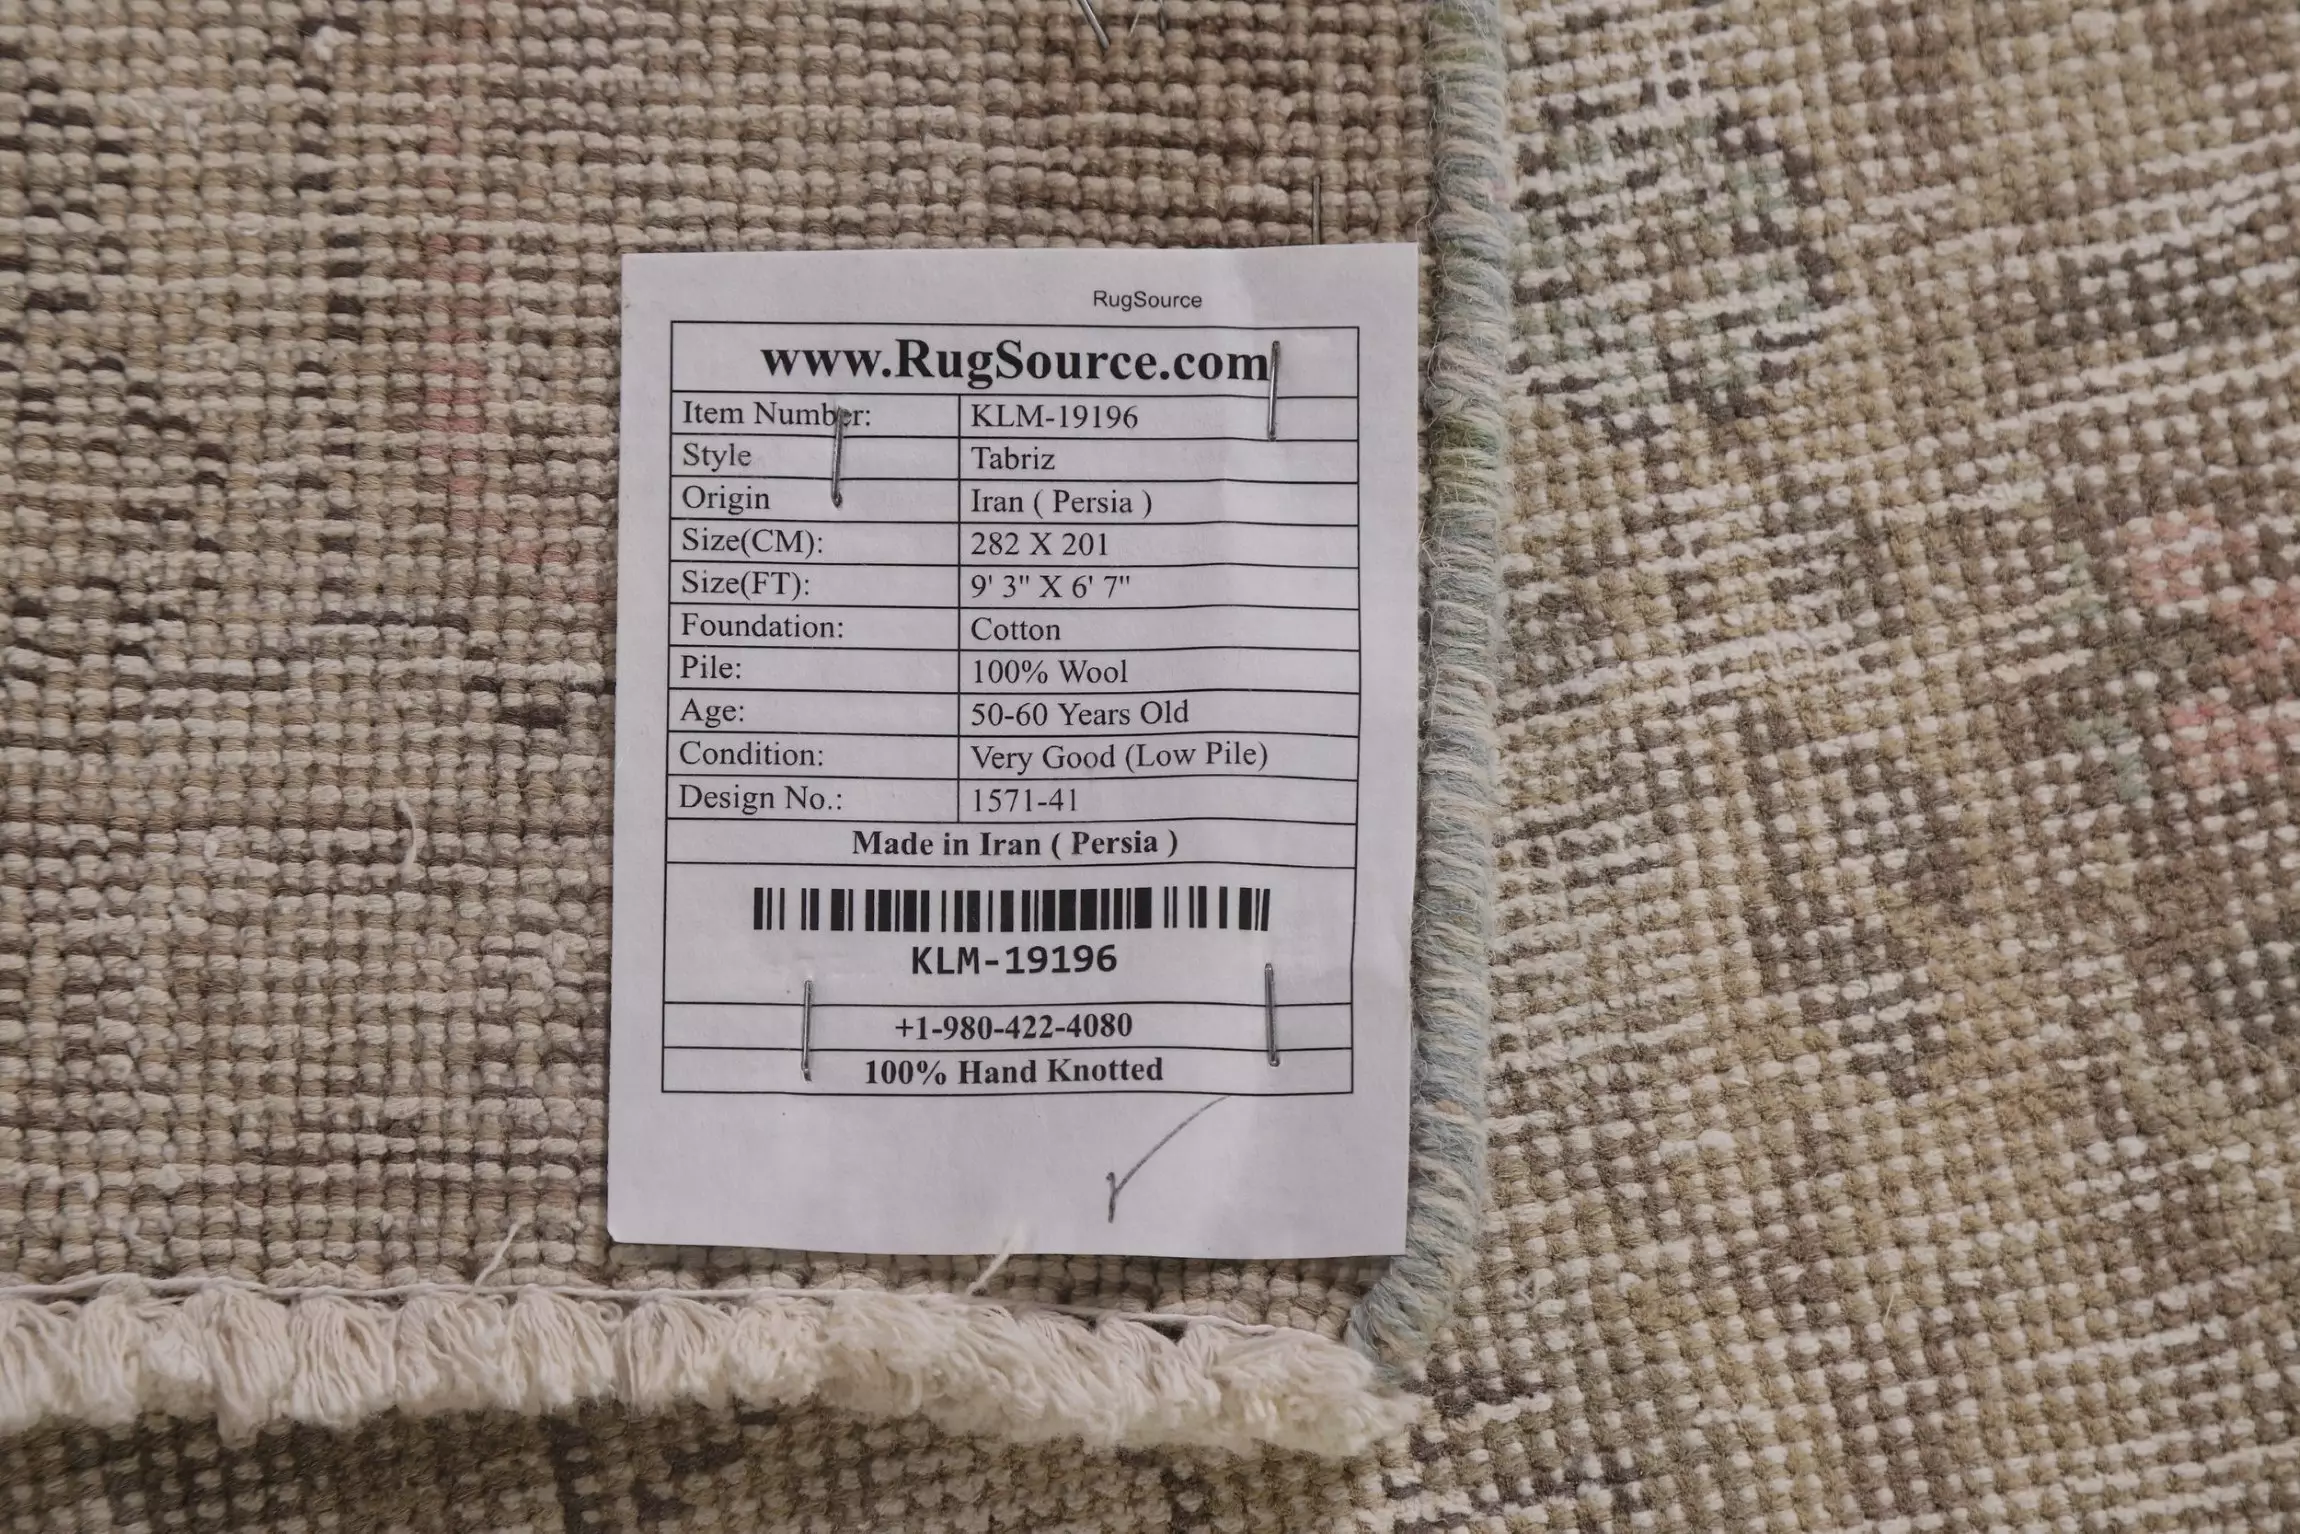 RugSource
www.RugSource.com
Item Number: KLM-19196
Style Tabriz
Origin Iran ( Persia )
Size(CM): 282 X 201
Size(FT): 9' 3" X 6' 7"
Foundation: Cotton
Pile: 100% Wool
Age: 50-60 Years Old
Condition: Very Good (Low Pile)
Design No.: 1571-41
Made in Iran ( Persia )
KLM-19196
+1-980-422-4080
100% Hand Knotted